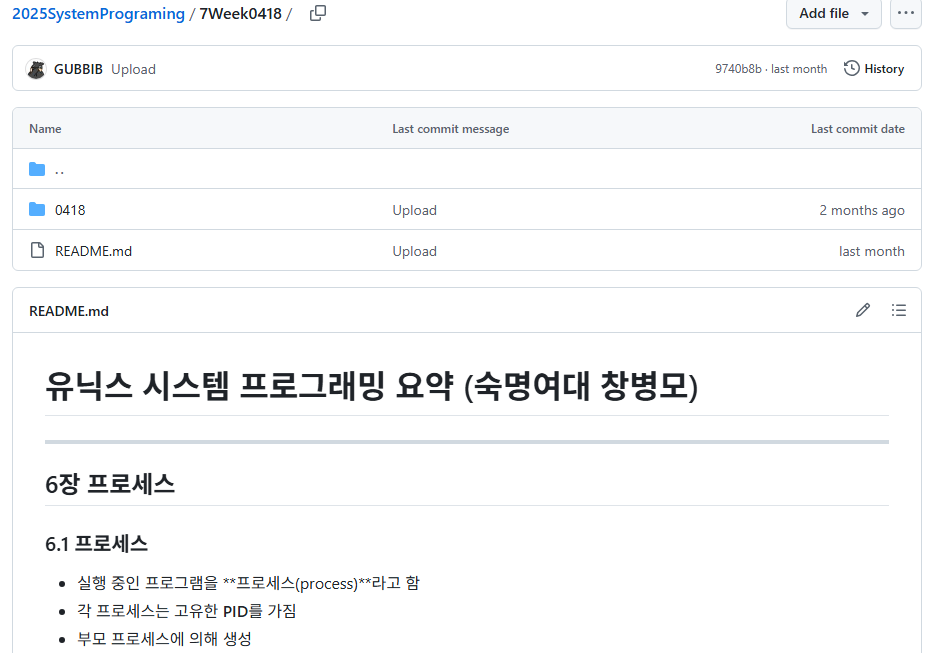 2025SystemPrograming / 7Week0418 /
Add file
GUBBIB Upload 9740b8b · last month History
Name Last commit message Last commit date
..
0418 Upload 2 months ago
README.md Upload last month
README.md
유닉스 시스템 프로그래밍 요약 (숙명여대 창병모)
6장 프로세스
6.1 프로세스
• 실행 중인 프로그램을 **프로세스(process)**라고 함
• 각 프로세스는 고유한 PID를 가짐
• 부모 프로세스에 의해 생성